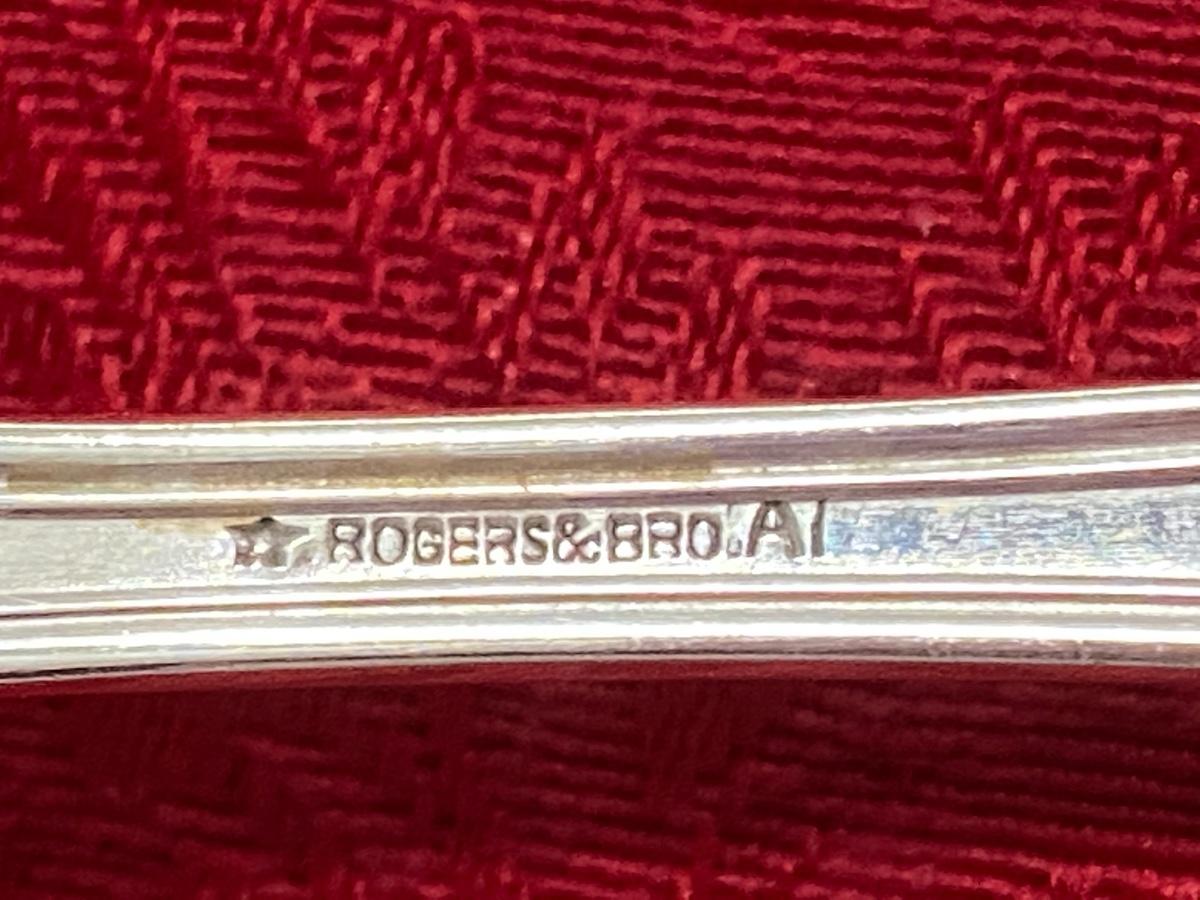 ★ ROGERS & BRO. A1